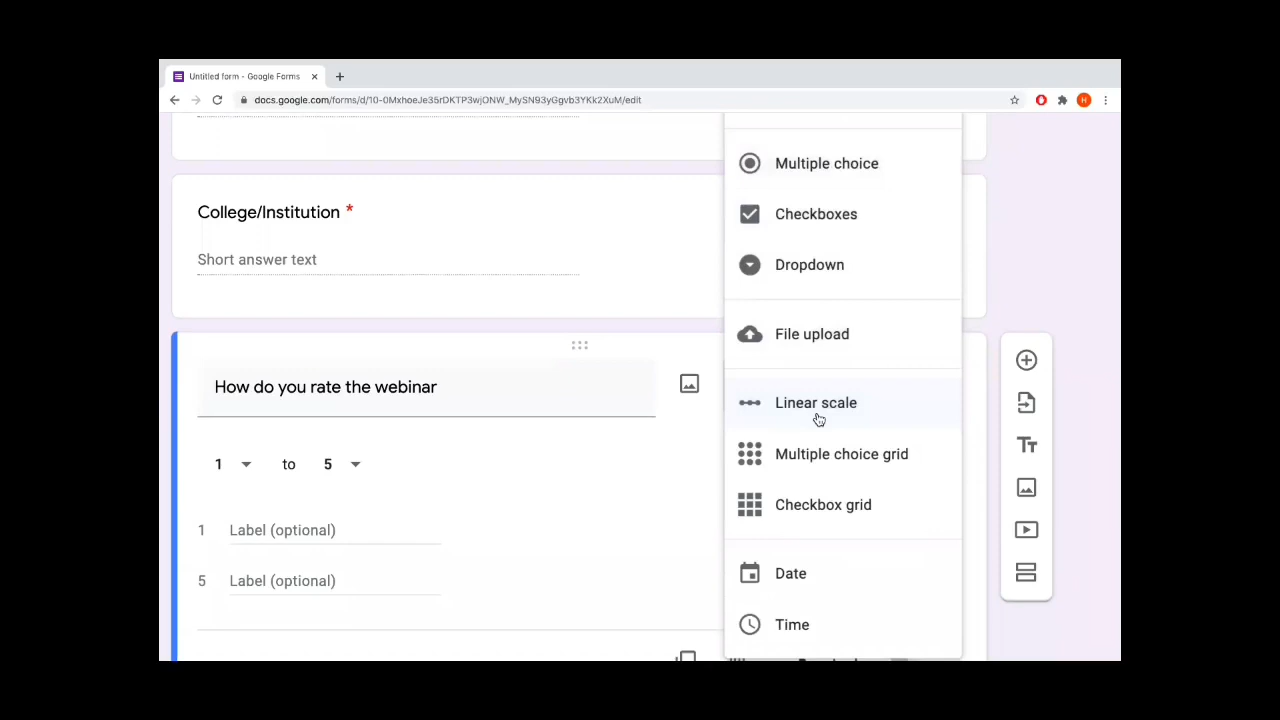 Untitled form - Google Forms
docs.google.com/forms/d/10-0MxhoeJe35rDKTP3wjONW_MySN93yGgvb3YKk2XuM/edit
H
College/Institution *
Short answer text
How do you rate the webinar
1 to 5
1 Label (optional)
5 Label (optional)
Multiple choice
Checkboxes
Dropdown
File upload
Linear scale
Multiple choice grid
Checkbox grid
Date
Time